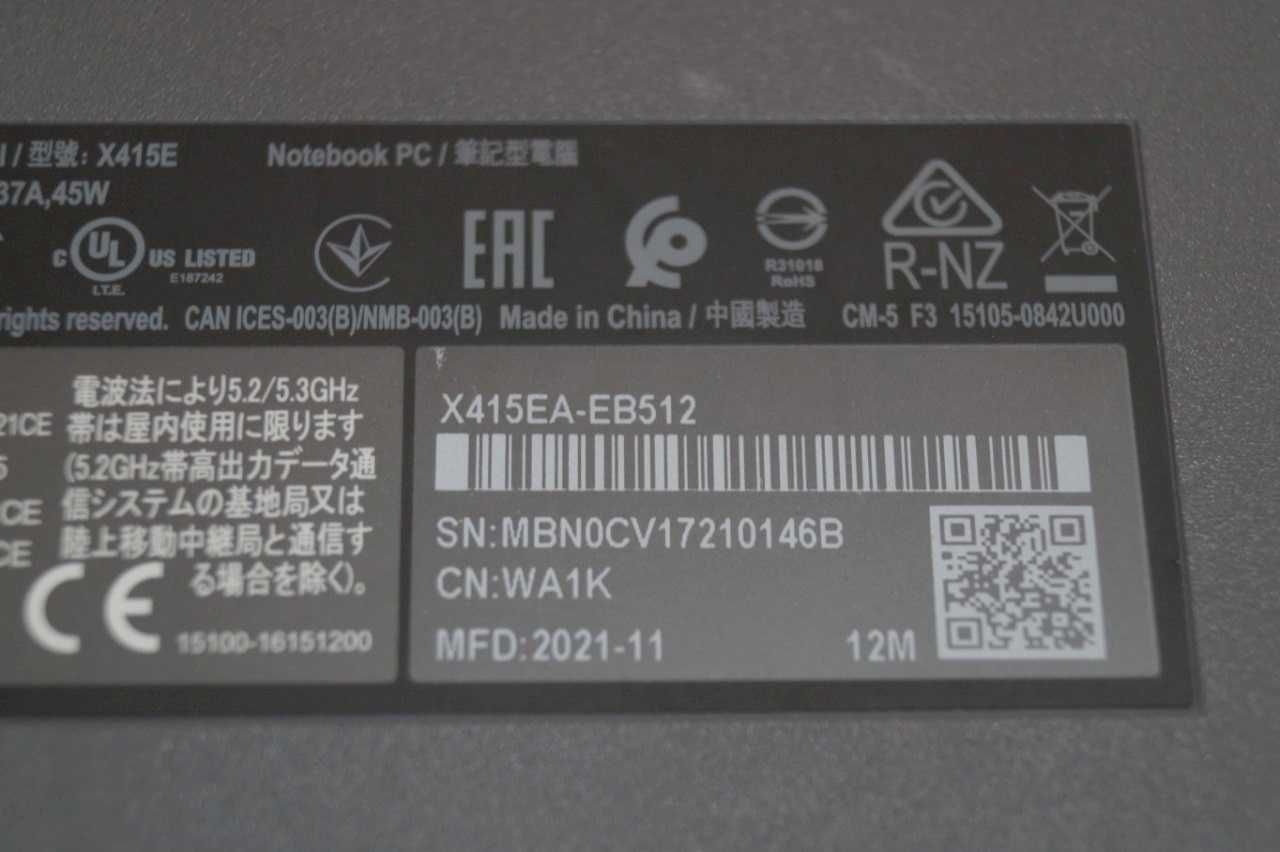 / 型號: X415E Notebook PC / 筆記型電腦
37A,45W
C UL US LISTED
E187242
I.T.E.
EAC
R31018
RoHS
R-NZ
rights reserved. CAN ICES-003(B)/NMB-003(B) Made in China / 中國製造 CM-5 F3 15105-0842U000
電波法により5.2/5.3GHz
21CE 帯は屋内使用に限ります
5 (5.2GHz帯高出力データ通
CE 信システムの基地局又は
CE 陸上移動中継局と通信す
る場合を除く)。
CE
15100-16151200
X415EA-EB512
SN:MBN0CV17210146B
CN:WA1K
MFD:2021-11 12M